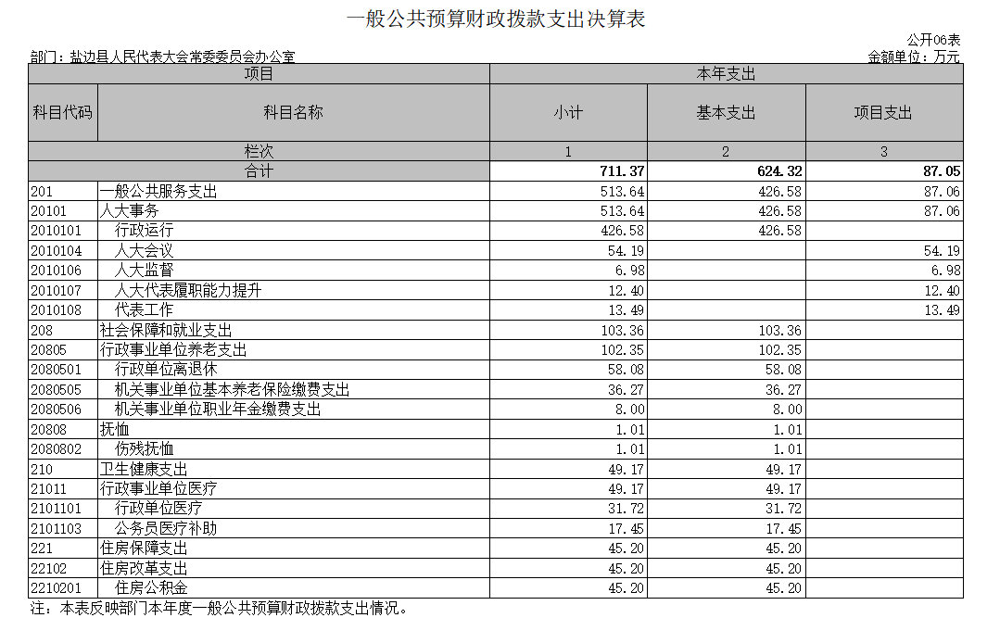 一般公共预算财政拨款支出决算表
公开06表
部门：盐边县人民代表大会常委委员会办公室 金额单位：万元
项目 本年支出
科目代码 科目名称 小计 基本支出 项目支出
栏次 1 2 3
合计 711.37 624.32 87.05
201 一般公共服务支出 513.64 426.58 87.06
20101 人大事务 513.64 426.58 87.06
2010101 行政运行 426.58 426.58
2010104 人大会议 54.19 54.19
2010106 人大监督 6.98 6.98
2010107 人大代表履职能力提升 12.40 12.40
2010108 代表工作 13.49 13.49
208 社会保障和就业支出 103.36 103.36
20805 行政事业单位养老支出 102.35 102.35
2080501 行政单位离退休 58.08 58.08
2080505 机关事业单位基本养老保险缴费支出 36.27 36.27
2080506 机关事业单位职业年金缴费支出 8.00 8.00
20808 抚恤 1.01 1.01
2080802 伤残抚恤 1.01 1.01
210 卫生健康支出 49.17 49.17
21011 行政事业单位医疗 49.17 49.17
2101101 行政单位医疗 31.72 31.72
2101103 公务员医疗补助 17.45 17.45
221 住房保障支出 45.20 45.20
22102 住房改革支出 45.20 45.20
2210201 住房公积金 45.20 45.20
注：本表反映部门本年度一般公共预算财政拨款支出情况。